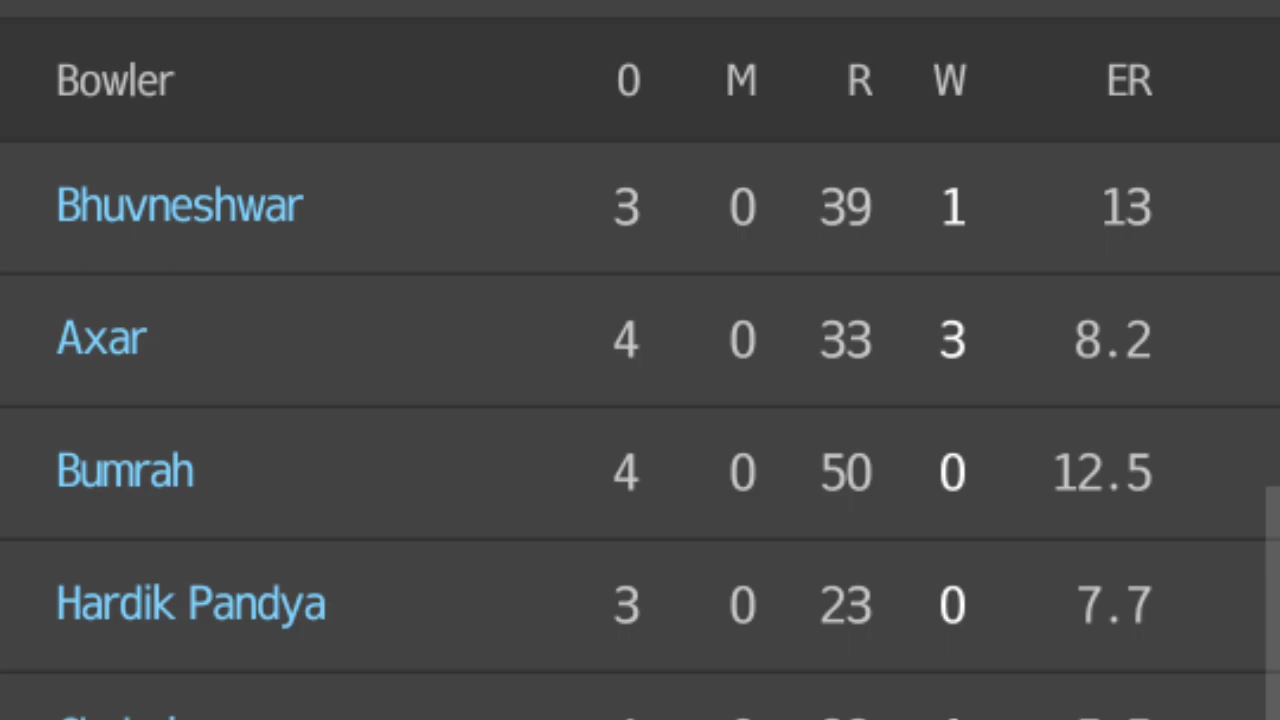 Bowler O M R W ER
Bhuvneshwar 3 0 39 1 13
Axar 4 0 33 3 8.2
Bumrah 4 0 50 0 12.5
Hardik Pandya 3 0 23 0 7.7